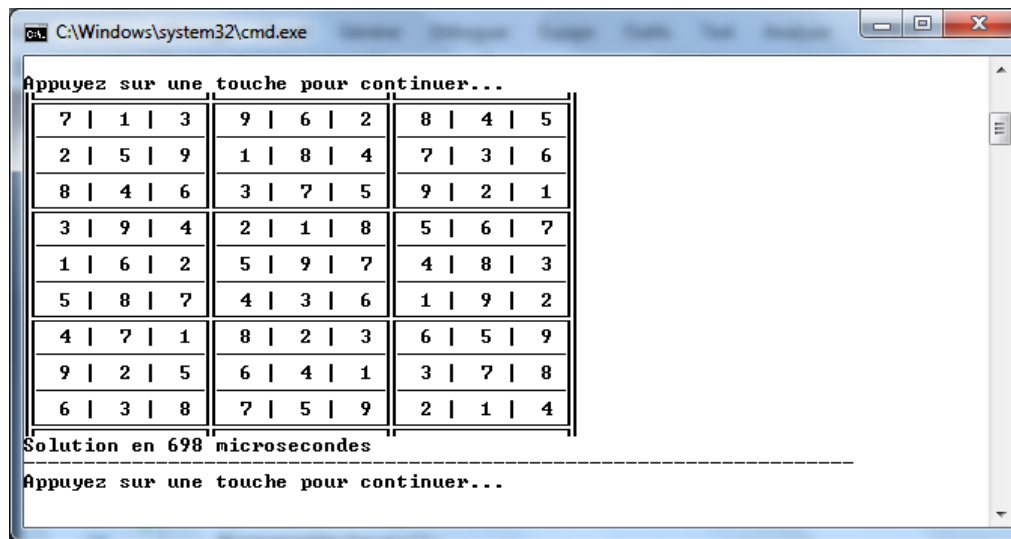 C:\Windows\system32\cmd.exe
Appuyez sur une touche pour continuer...
7 | 1 | 3 9 | 6 | 2 8 | 4 | 5
2 | 5 | 9 1 | 8 | 4 7 | 3 | 6
8 | 4 | 6 3 | 7 | 5 9 | 2 | 1
3 | 9 | 4 2 | 1 | 8 5 | 6 | 7
1 | 6 | 2 5 | 9 | 7 4 | 8 | 3
5 | 8 | 7 4 | 3 | 6 1 | 9 | 2
4 | 7 | 1 8 | 2 | 3 6 | 5 | 9
9 | 2 | 5 6 | 4 | 1 3 | 7 | 8
6 | 3 | 8 7 | 5 | 9 2 | 1 | 4
Solution en 698 microsecondes
Appuyez sur une touche pour continuer...